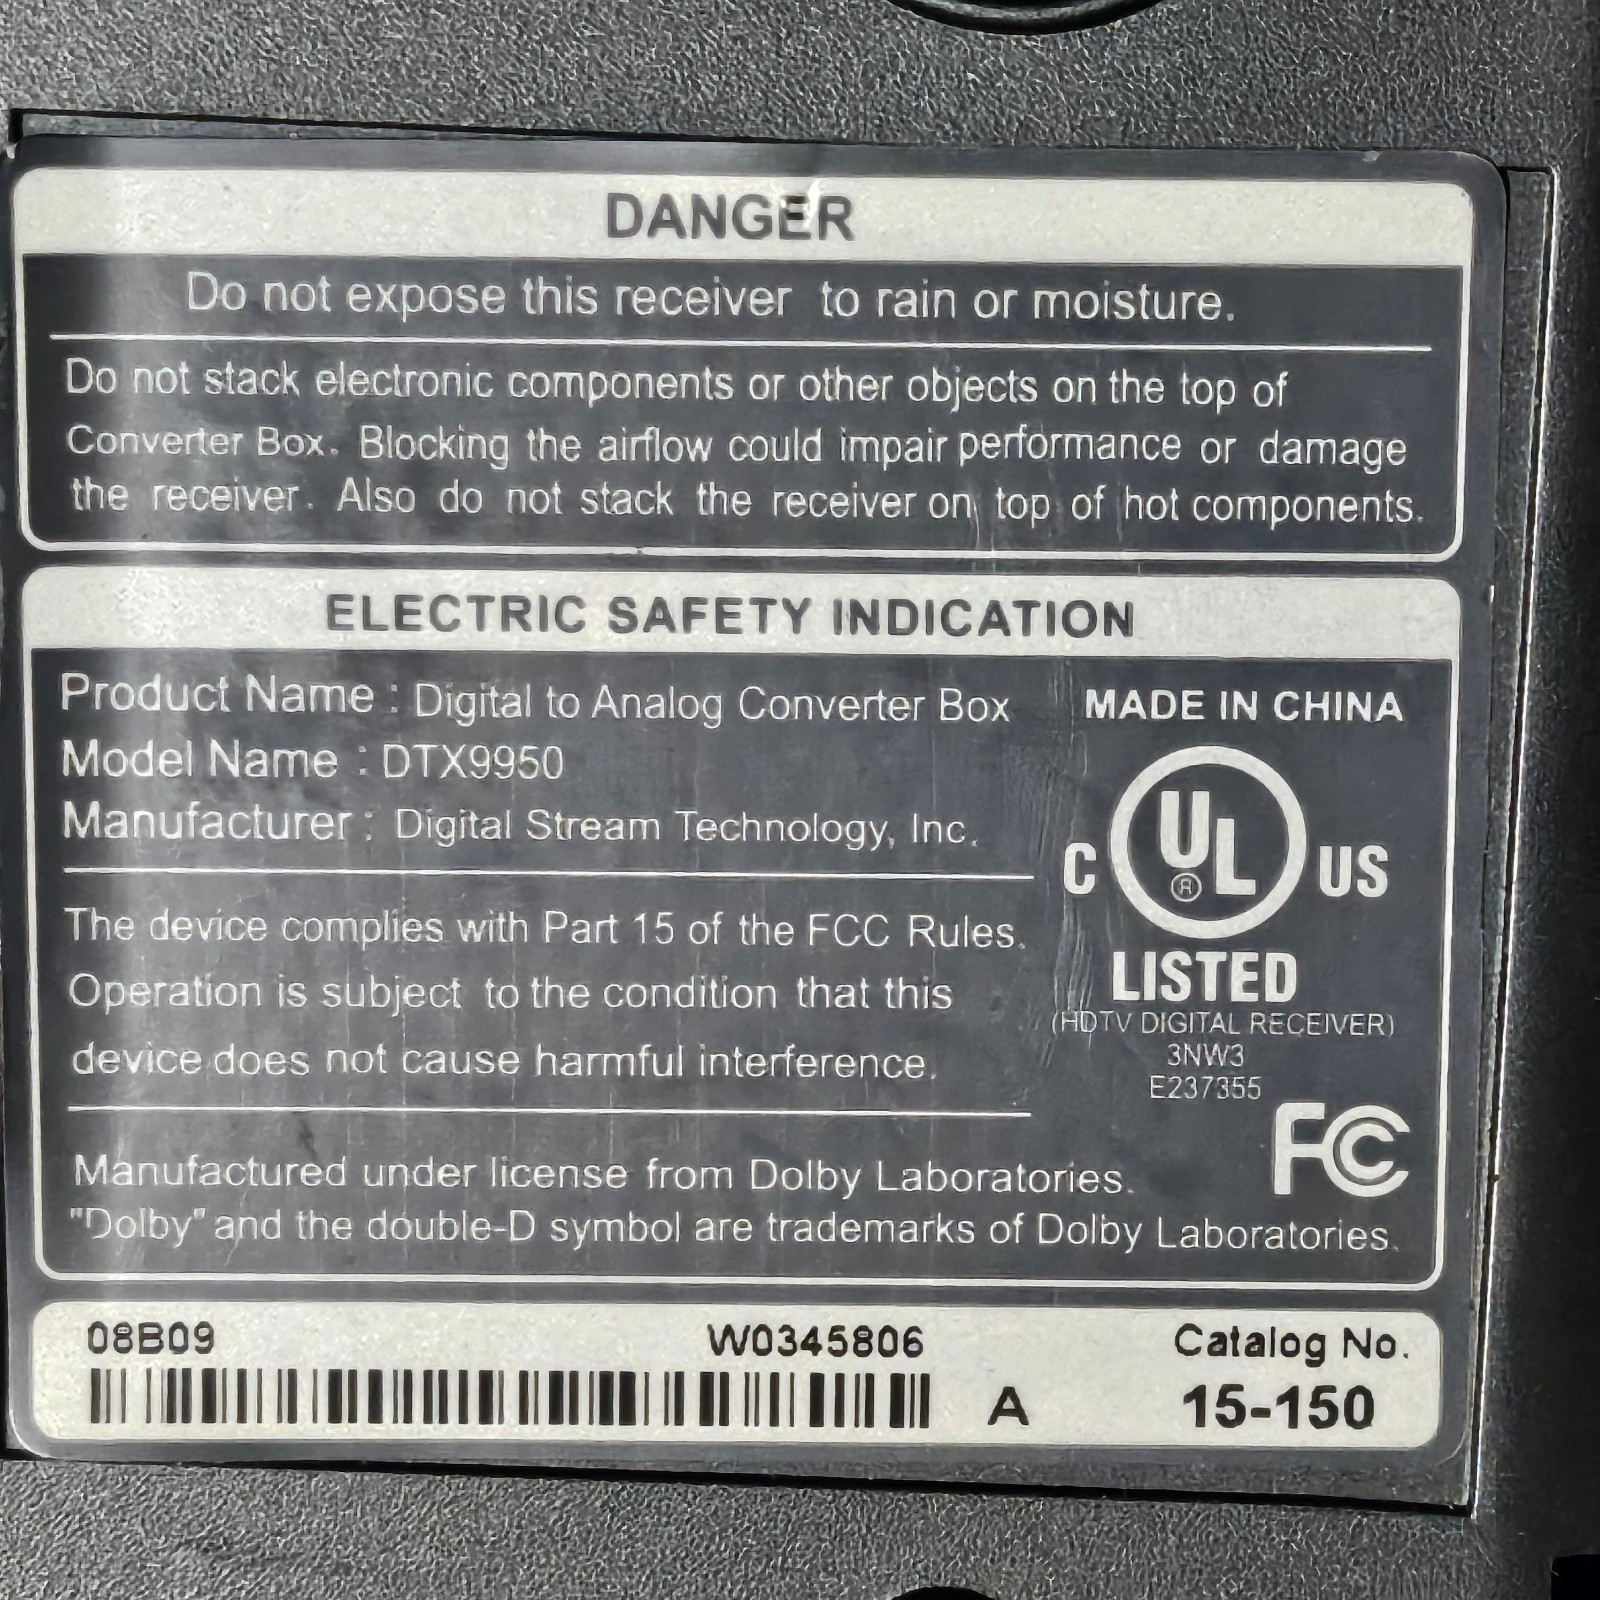 DANGER
Do not expose this receiver to rain or moisture.
Do not stack electronic components or other objects on the top of
Converter Box. Blocking the airflow could impair performance or damage
the receiver. Also do not stack the receiver on top of hot components.
ELECTRIC SAFETY INDICATION
Product Name : Digital to Analog Converter Box
Model Name : DTX9950
Manufacturer : Digital Stream Technology, Inc.
The device complies with Part 15 of the FCC Rules.
Operation is subject to the condition that this
device does not cause harmful interference.
MADE IN CHINA
C UL ® US
LISTED
(HDTV DIGITAL RECEIVER)
3NW3
E237355
FC
Manufactured under license from Dolby Laboratories.
"Dolby" and the double-D symbol are trademarks of Dolby Laboratories.
08B09 W0345806
A
Catalog No.
15-150